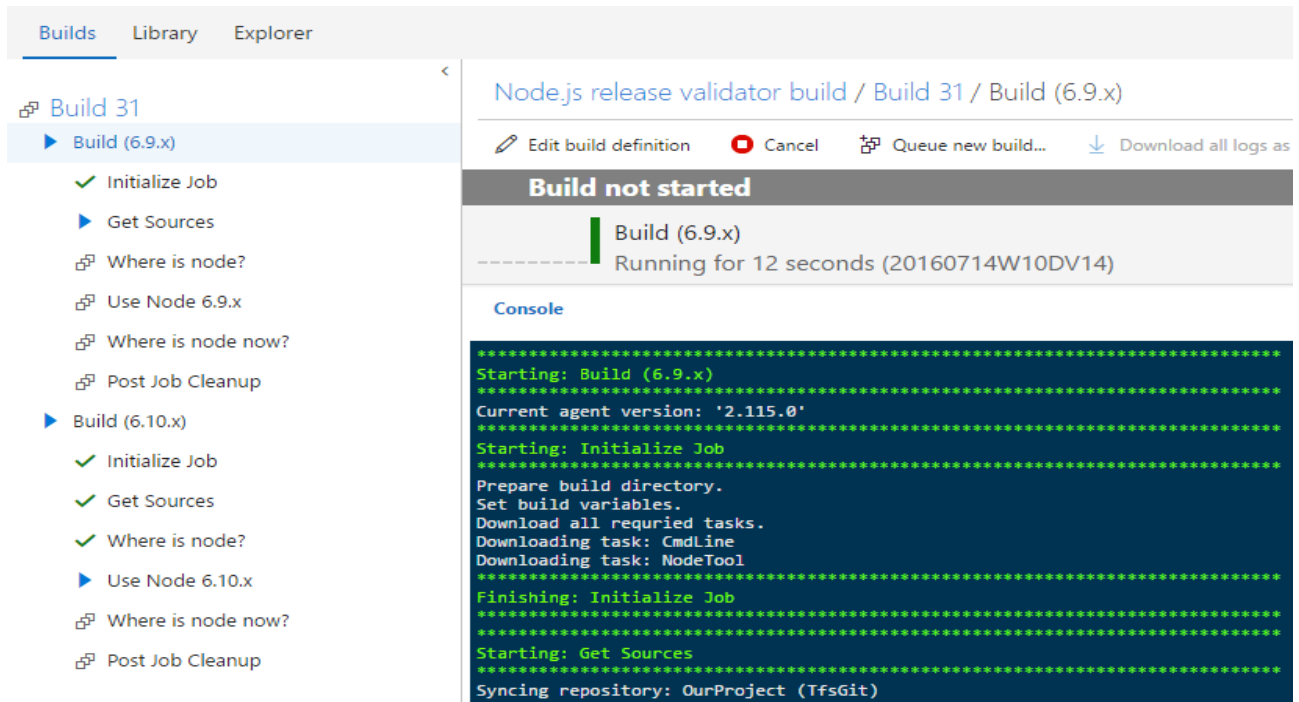 Builds Library Explorer
Build 31
Build (6.9.x)
Initialize Job
Get Sources
Where is node?
Use Node 6.9.x
Where is node now?
Post Job Cleanup
Build (6.10.x)
Initialize Job
Get Sources
Where is node?
Use Node 6.10.x
Where is node now?
Post Job Cleanup
Node.js release validator build / Build 31 / Build (6.9.x)
Edit build definition Cancel Queue new build... Download all logs as
Build not started
Build (6.9.x)
Running for 12 seconds (20160714W10DV14)
Console
******************************************************************************
Starting: Build (6.9.x)
******************************************************************************
Current agent version: '2.115.0'
******************************************************************************
Starting: Initialize Job
******************************************************************************
Prepare build directory.
Set build variables.
Download all requried tasks.
Downloading task: CmdLine
Downloading task: NodeTool
******************************************************************************
Finishing: Initialize Job
******************************************************************************
******************************************************************************
Starting: Get Sources
******************************************************************************
Syncing repository: OurProject (TfsGit)